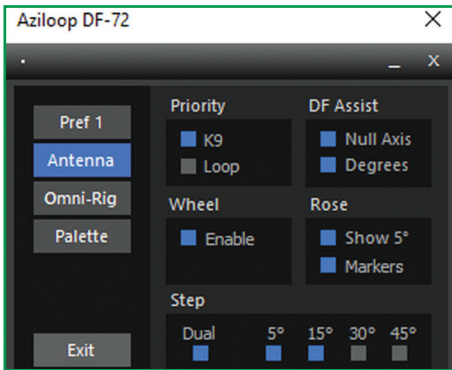 Aziloop DF-72 X
_ X
Pref 1
Antenna
Omni-Rig
Palette
Exit
Priority
K9
Loop
DF Assist
Null Axis
Degrees
Wheel
Enable
Rose
Show 5°
Markers
Step
Dual 5° 15° 30° 45°